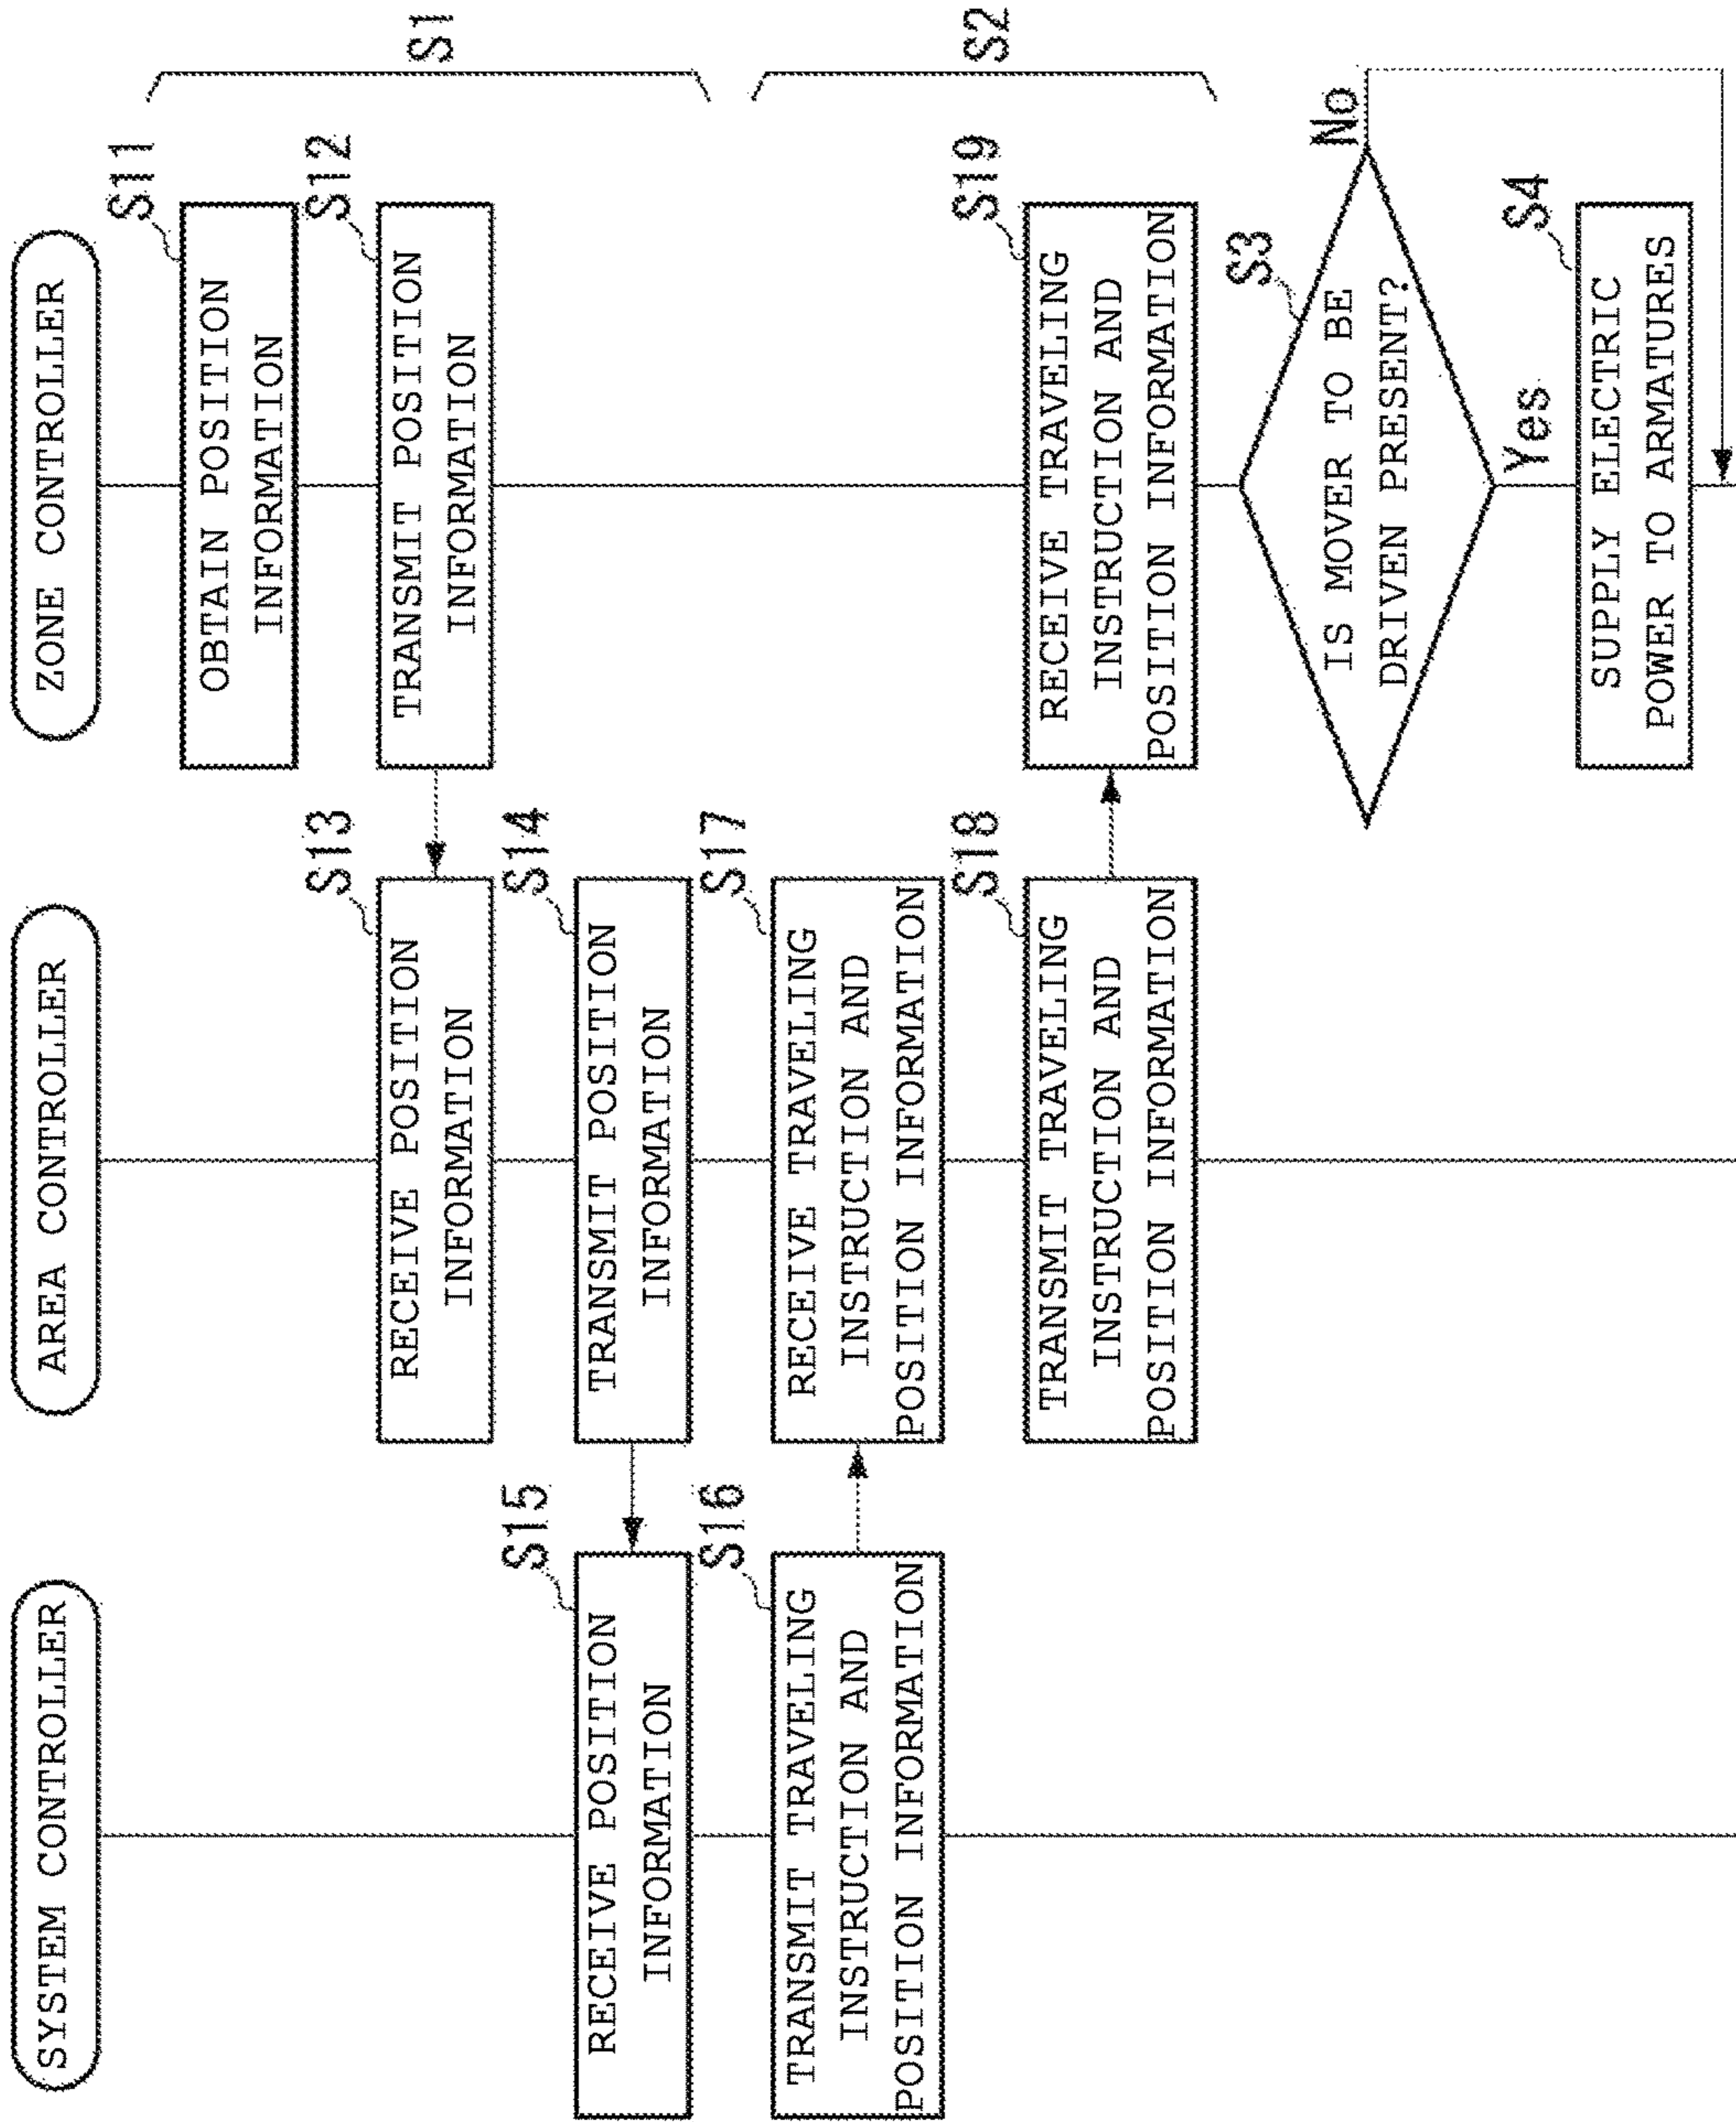 SYSTEM CONTROLLER
AREA CONTROLLER
ZONE CONTROLLER
S11
OBTAIN POSITION
INFORMATION
S1
S13
S12
RECEIVE POSITION
INFORMATION
TRANSMIT POSITION
INFORMATION
S15
S14
RECEIVE POSITION
INFORMATION
TRANSMIT POSITION
INFORMATION
S16
S17
TRANSMIT TRAVELING
INSTRUCTION AND
POSITION INFORMATION
RECEIVE TRAVELING
INSTRUCTION AND
POSITION INFORMATION
S2
S18
S19
TRANSMIT TRAVELING
INSTRUCTION AND
POSITION INFORMATION
RECEIVE TRAVELING
INSTRUCTION AND
POSITION INFORMATION
S3
IS MOVER TO BE
DRIVEN PRESENT?
No
Yes
S4
SUPPLY ELECTRIC
POWER TO ARMATURES